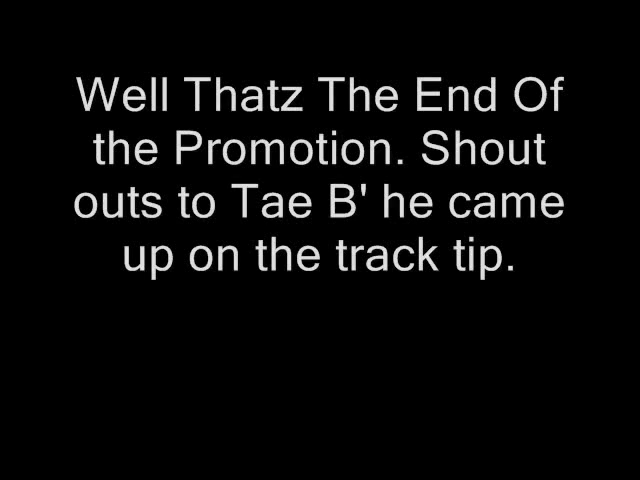 Well Thatz The End Of
the Promotion. Shout
outs to Tae B' he came
up on the track tip.